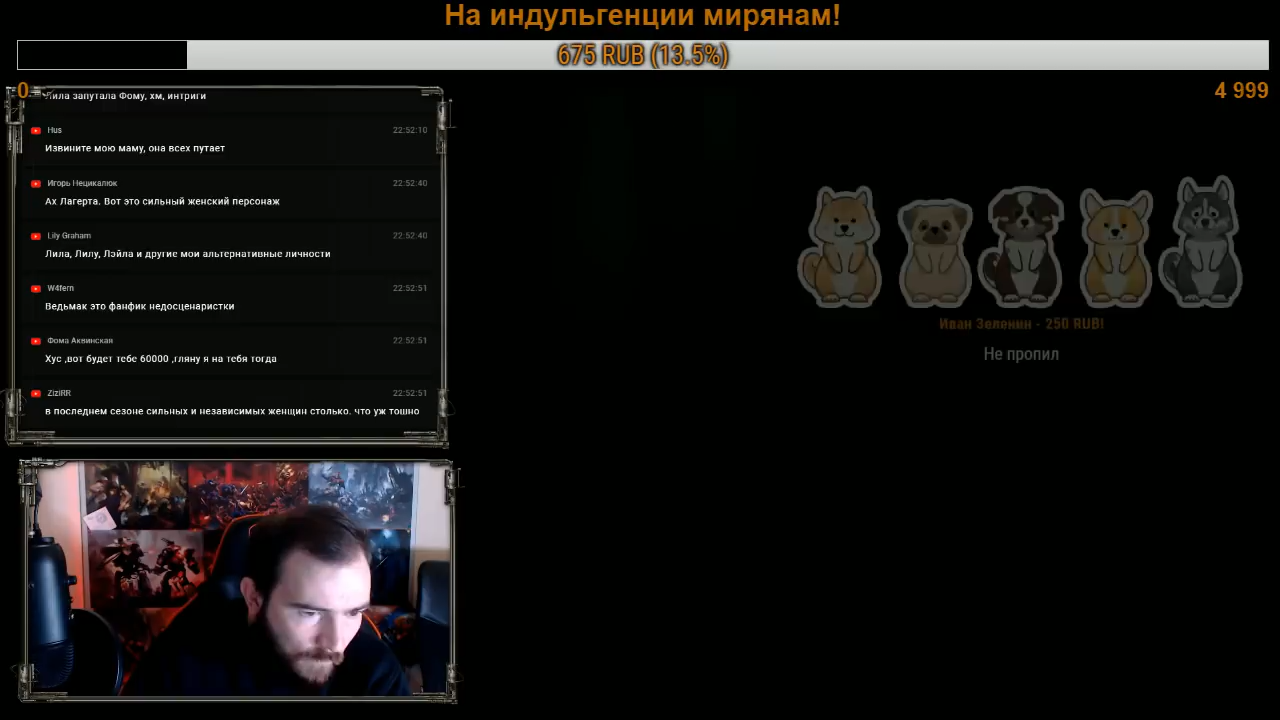 На индульгенции мирянам!
675 RUB (13.5%)
0
4 999
Лила запутала Фому, хм, интриги
Hus 22:52:10
Извините мою маму, она всех путает
Игорь Нецикалюк 22:52:40
Ах Лагерта. Вот это сильный женский персонаж
Lily Graham 22:52:40
Лила, Лилу, Лэйла и другие мои альтернативные личности
W4fern 22:52:51
Ведьмак это фанфик недосценаристки
Фома Аквинская 22:52:51
Хус ,вот будет тебе 60000 ,гляну я на тебя тогда
ZiziRR 22:52:51
в последнем сезоне сильных и независимых женщин столько. что уж тошно
Иван Зеленин - 250 RUB!
Не пропил